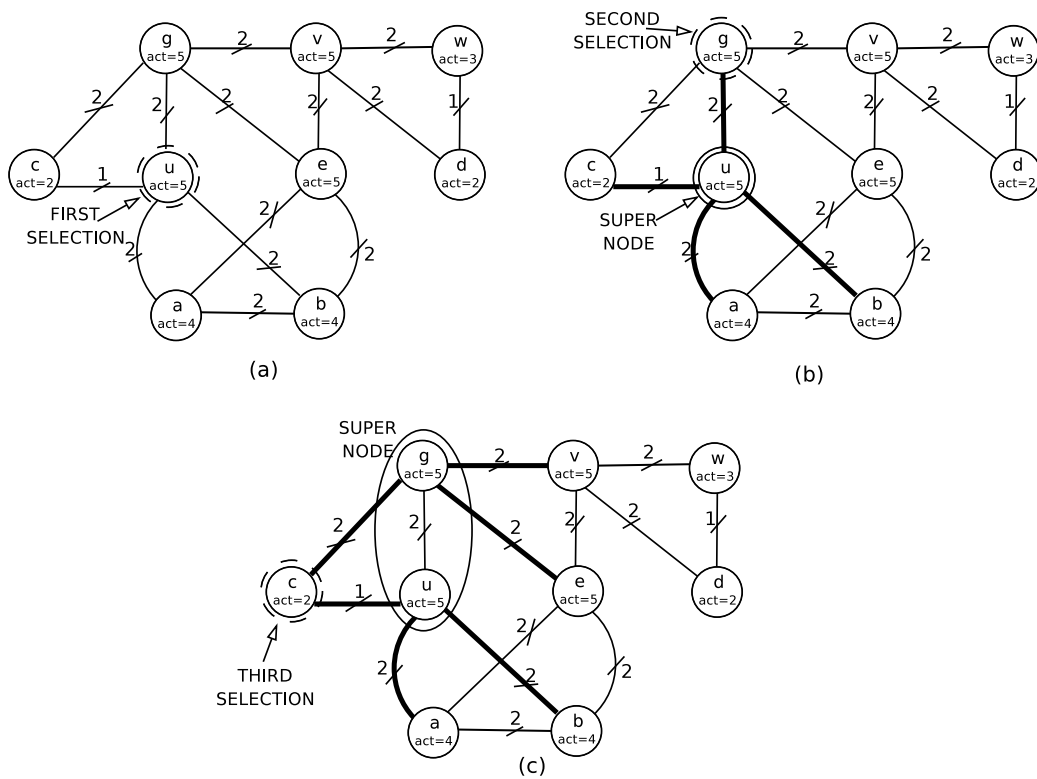 g
act=5
2
v
act=5
2
w
act=3
2
2
2
2
2
1
c
act=2
1
u
act=5
e
act=5
d
act=2
FIRST
SELECTION
2
2
2
2
a
act=4
2
b
act=4
(a)
SECOND
SELECTION
g
act=5
2
v
act=5
2
w
act=3
2
2
2
2
2
1
c
act=2
1
u
act=5
e
act=5
d
act=2
SUPER
NODE
2
2
2
2
a
act=4
2
b
act=4
(b)
SUPER
NODE
g
act=5
2
v
act=5
2
w
act=3
2
2
2
2
2
1
c
act=2
1
u
act=5
e
act=5
d
act=2
THIRD
SELECTION
2
2
2
2
a
act=4
2
b
act=4
(c)